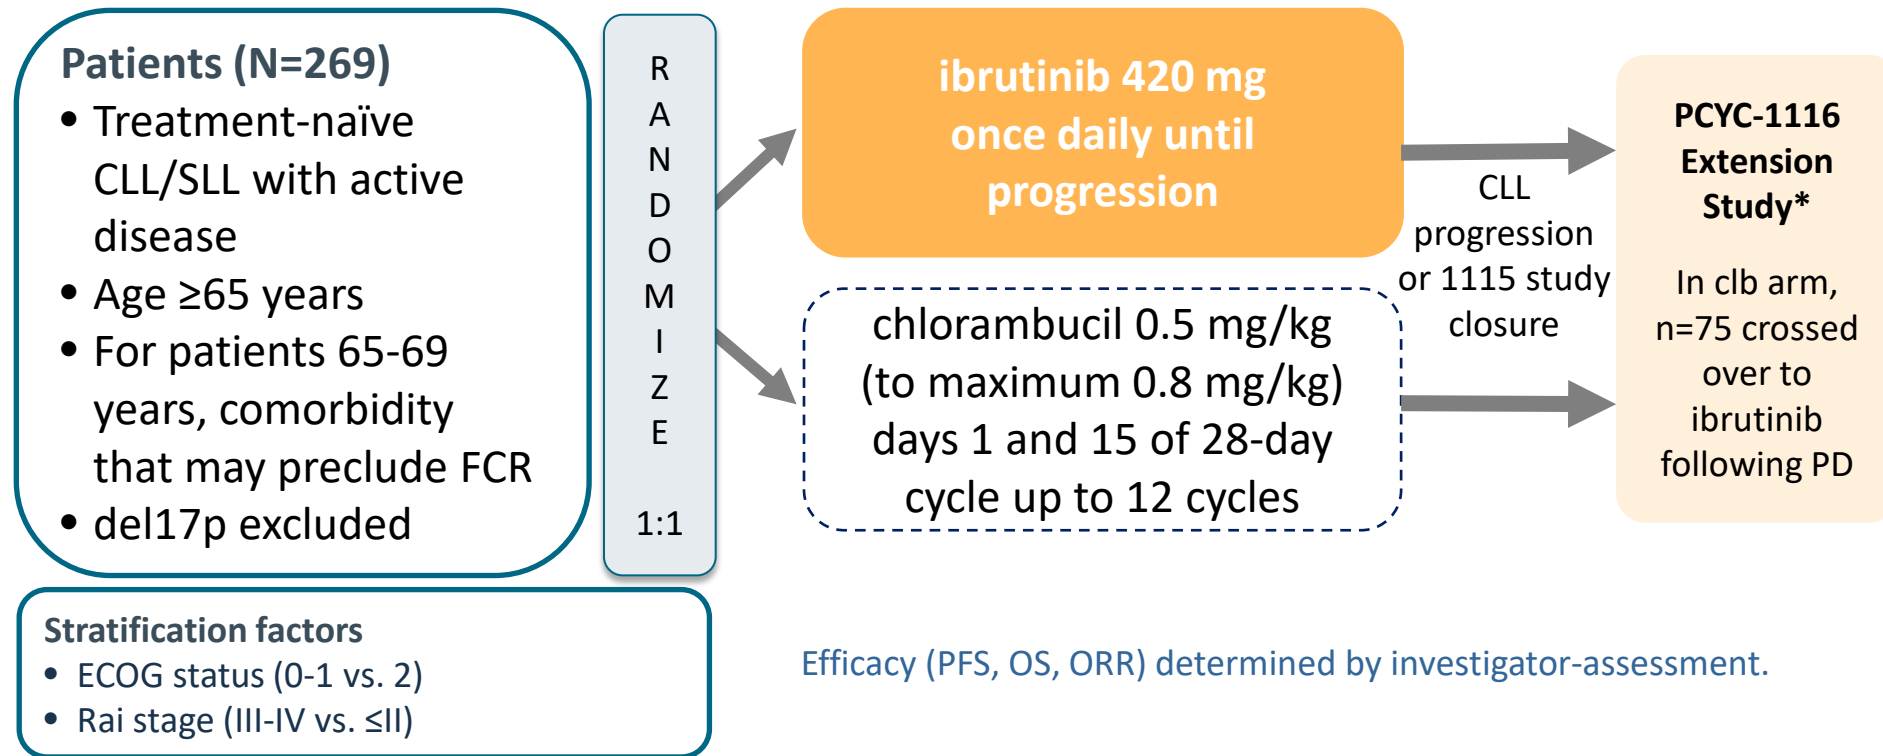 Patients (N=269)
• Treatment-naïve
CLL/SLL with active
disease
• Age ≥65 years
• For patients 65-69
years, comorbidity
that may preclude FCR
• del17p excluded
Stratification factors
• ECOG status (0-1 vs. 2)
• Rai stage (III-IV vs. ≤II)
R
A
N
D
O
M
I
Z
E
1:1
ibrutinib 420 mg
once daily until
progression
chlorambucil 0.5 mg/kg
(to maximum 0.8 mg/kg)
days 1 and 15 of 28-day
cycle up to 12 cycles
CLL
progression
or 1115 study
closure
PCYC-1116
Extension
Study*
In clb arm,
n=75 crossed
over to
ibrutinib
following PD
Efficacy (PFS, OS, ORR) determined by investigator-assessment.